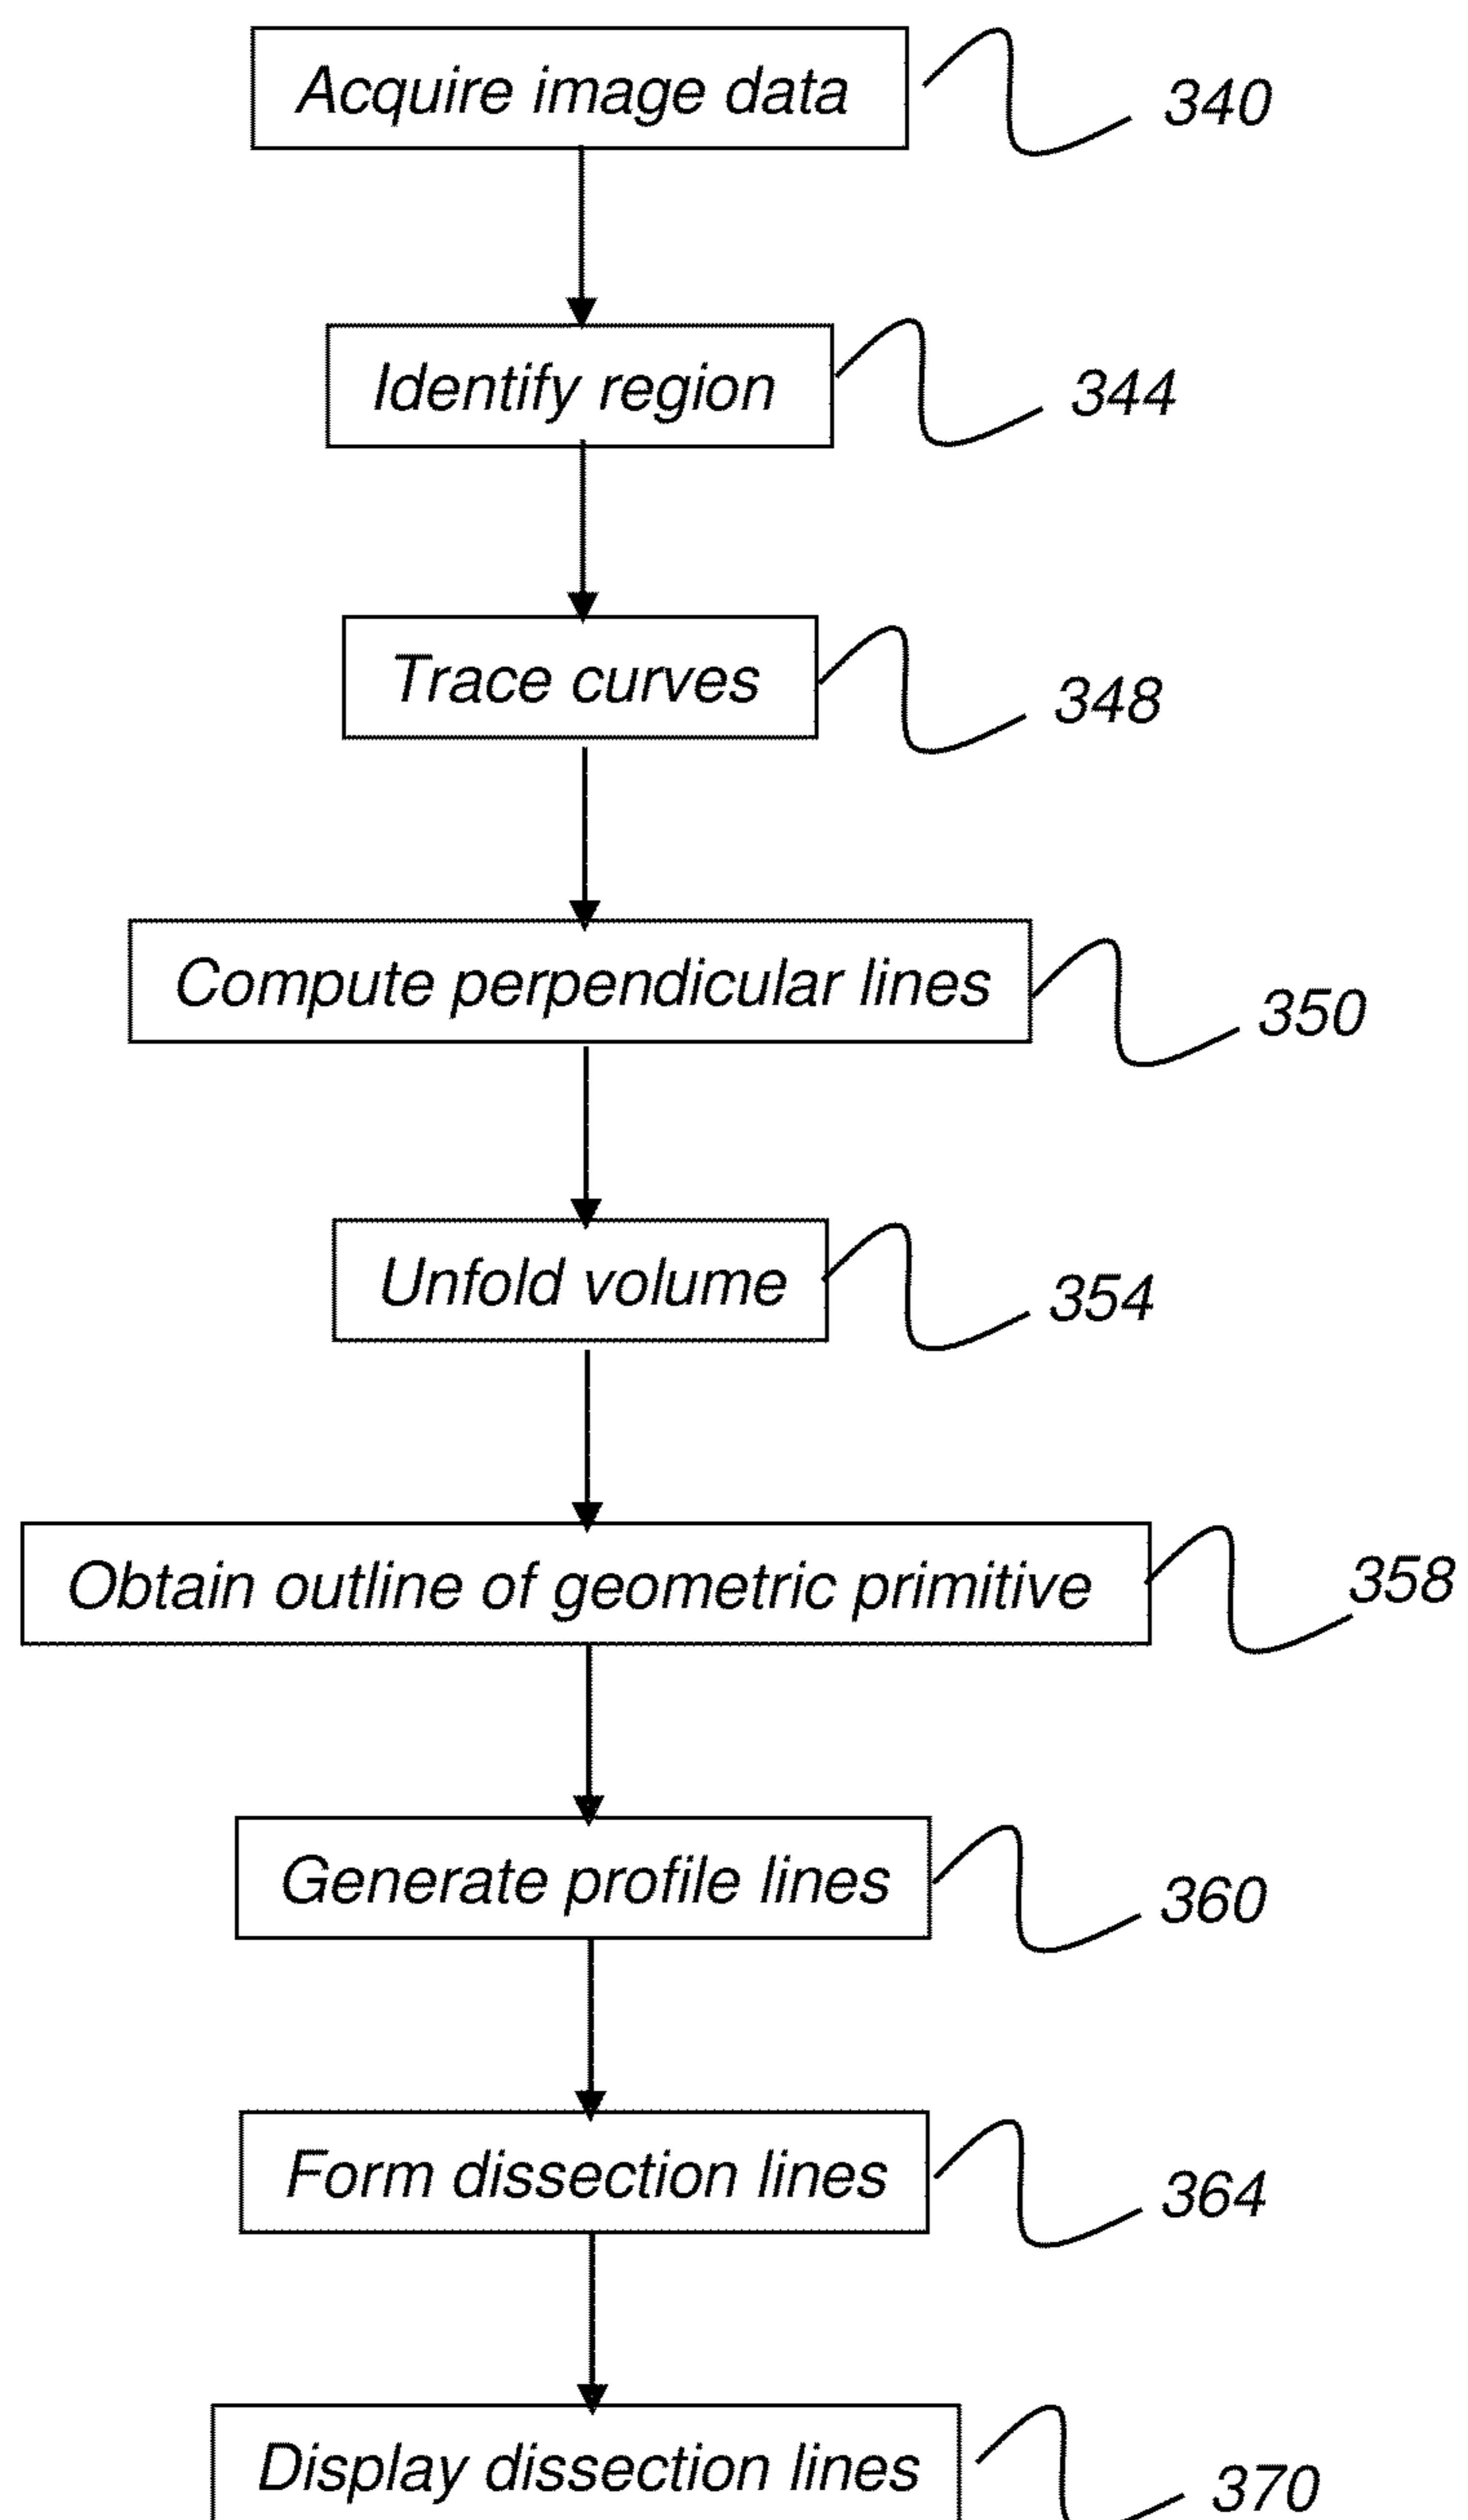 Acquire image data
340
Identify region
344
Trace curves
348
Compute perpendicular lines
350
Unfold volume
354
Obtain outline of geometric primitive
358
Generate profile lines
360
Form dissection lines
364
Display dissection lines
370